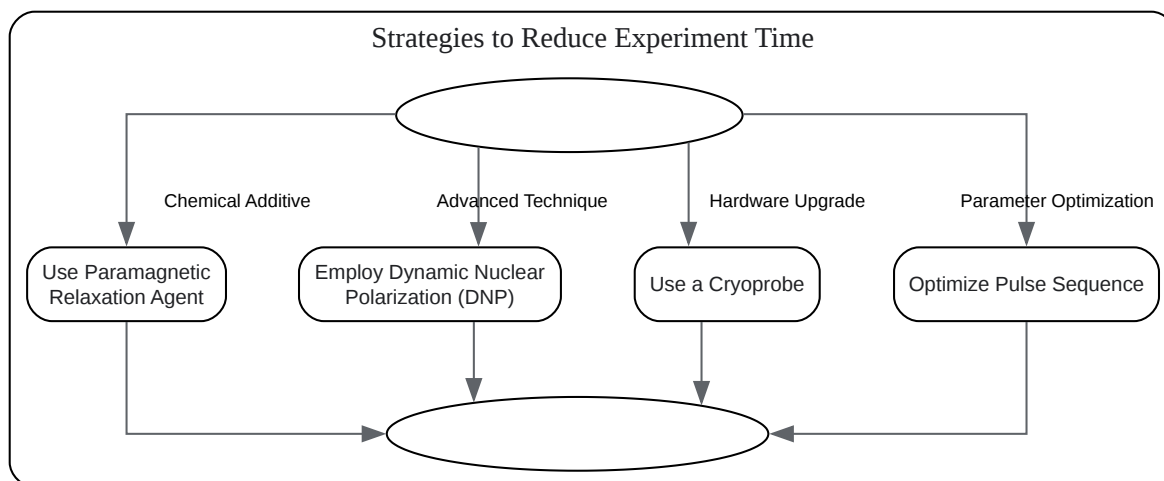 Strategies to Reduce Experiment Time
Chemical Additive
Advanced Technique
Hardware Upgrade
Parameter Optimization
Use Paramagnetic
Relaxation Agent
Employ Dynamic Nuclear
Polarization (DNP)
Use a Cryoprobe
Optimize Pulse Sequence